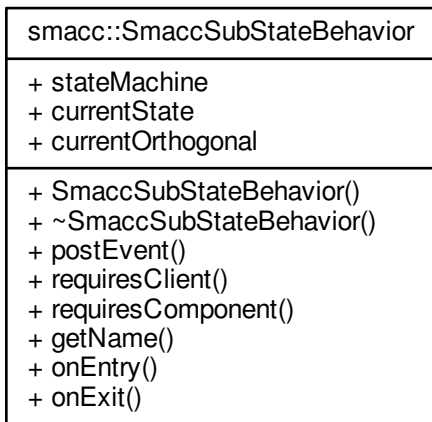 smacc::SmaccSubStateBehavior
+ stateMachine
+ currentState
+ currentOrthogonal
+ SmaccSubStateBehavior()
+ ~SmaccSubStateBehavior()
+ postEvent()
+ requiresClient()
+ requiresComponent()
+ getName()
+ onEntry()
+ onExit()